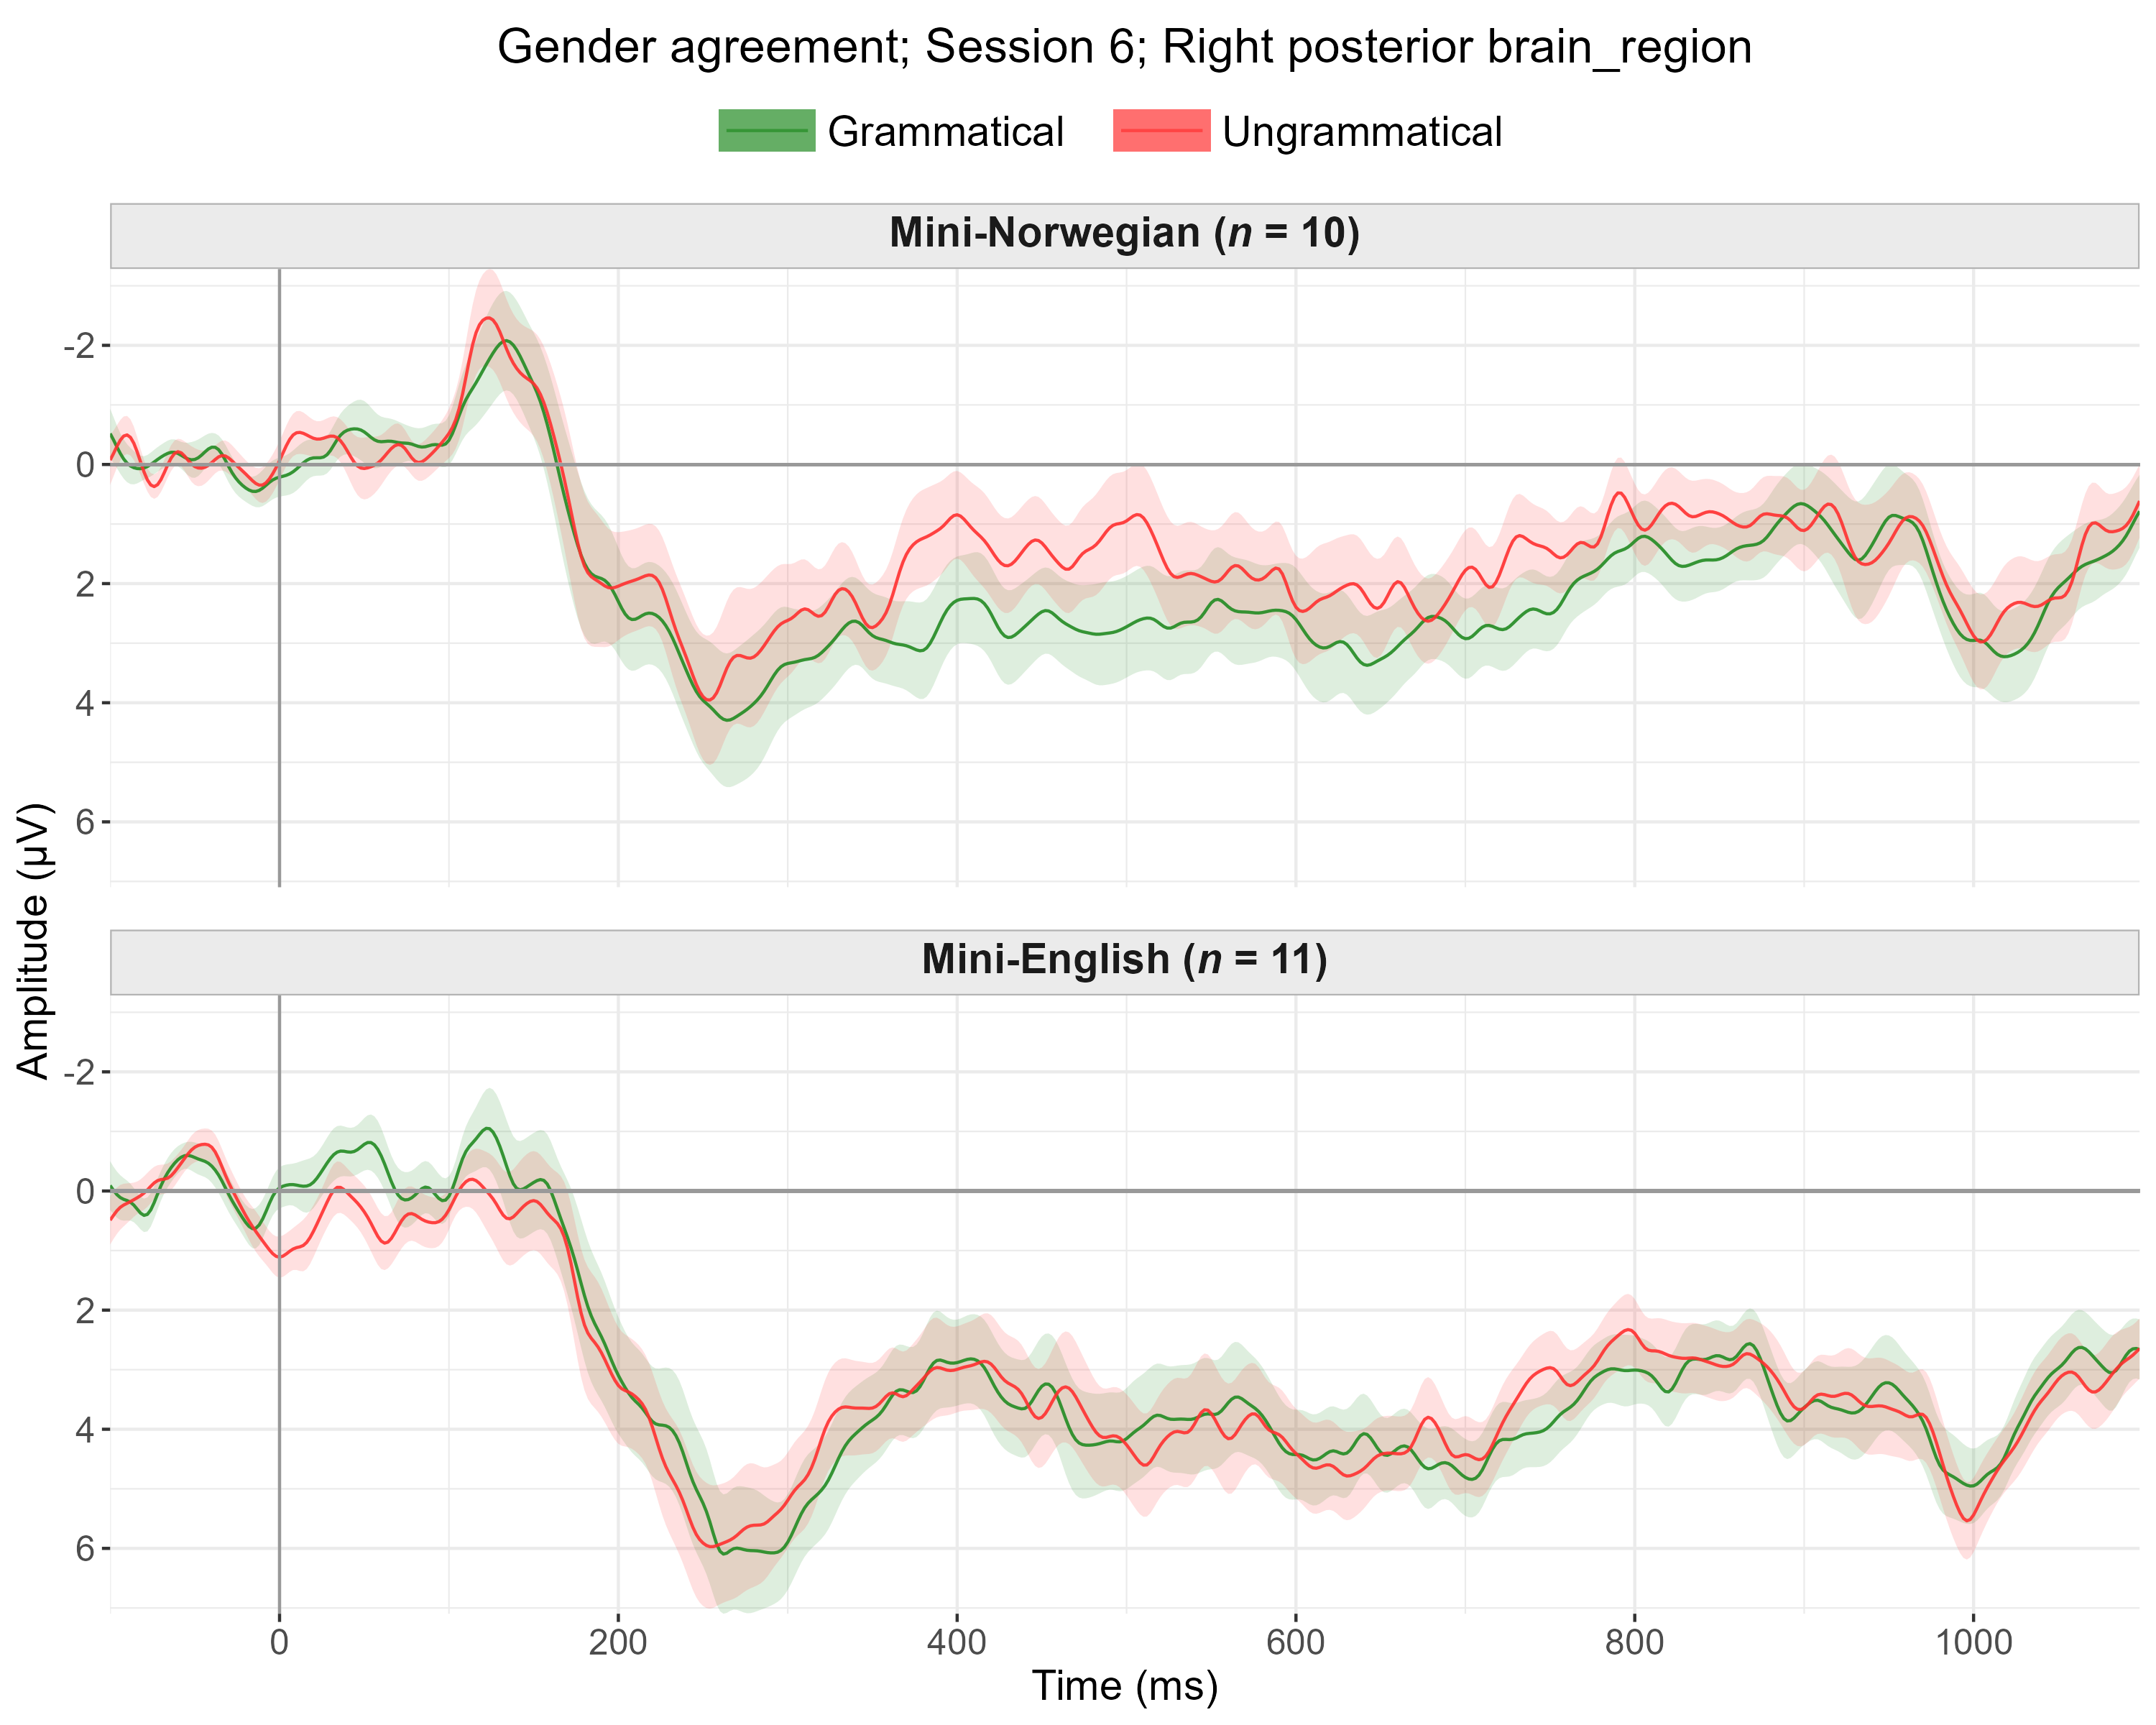 Gender agreement; Session 6; Right posterior brain_region
Grammatical Ungrammatical
Mini-Norwegian (n = 10)
-2
0
2
4
6
Amplitude (µV)
Mini-English (n = 11)
-2
0
2
4
6
0 200 400 600 800 1000
Time (ms)